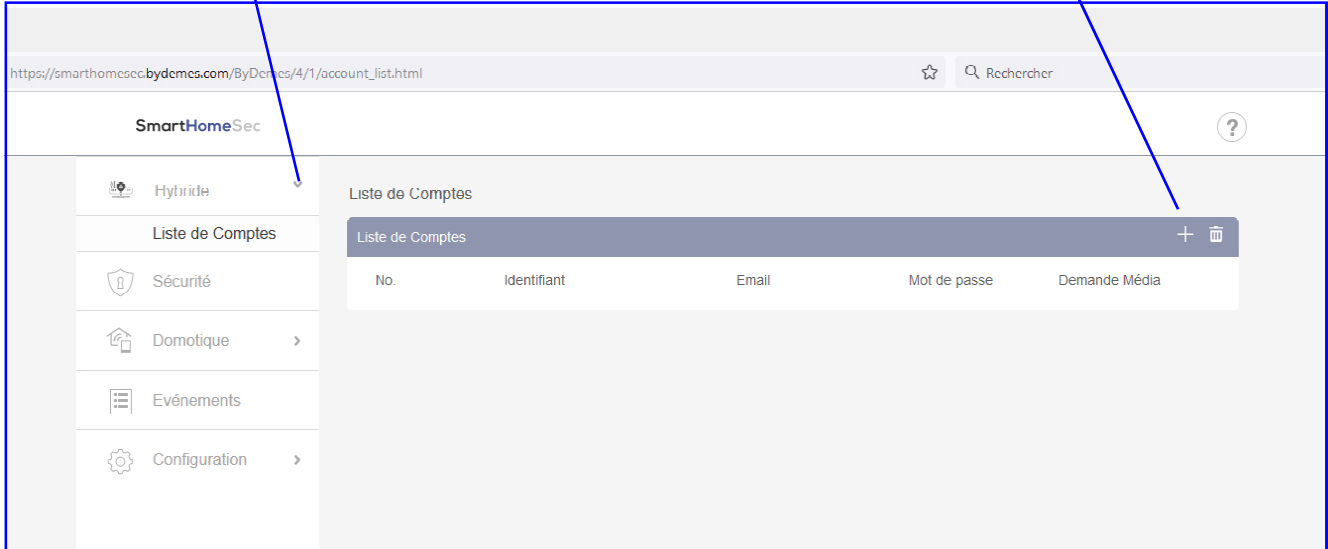 https://smarthomesec.bydemes.com/ByDemes/4/1/account_list.html
Rechercher
SmartHomeSec
?
Hybride
Liste de Comptes
Sécurité
Domotique
Evénements
Configuration
Liste de Comptes
Liste de Comptes
No. Identifiant Email Mot de passe Demande Média